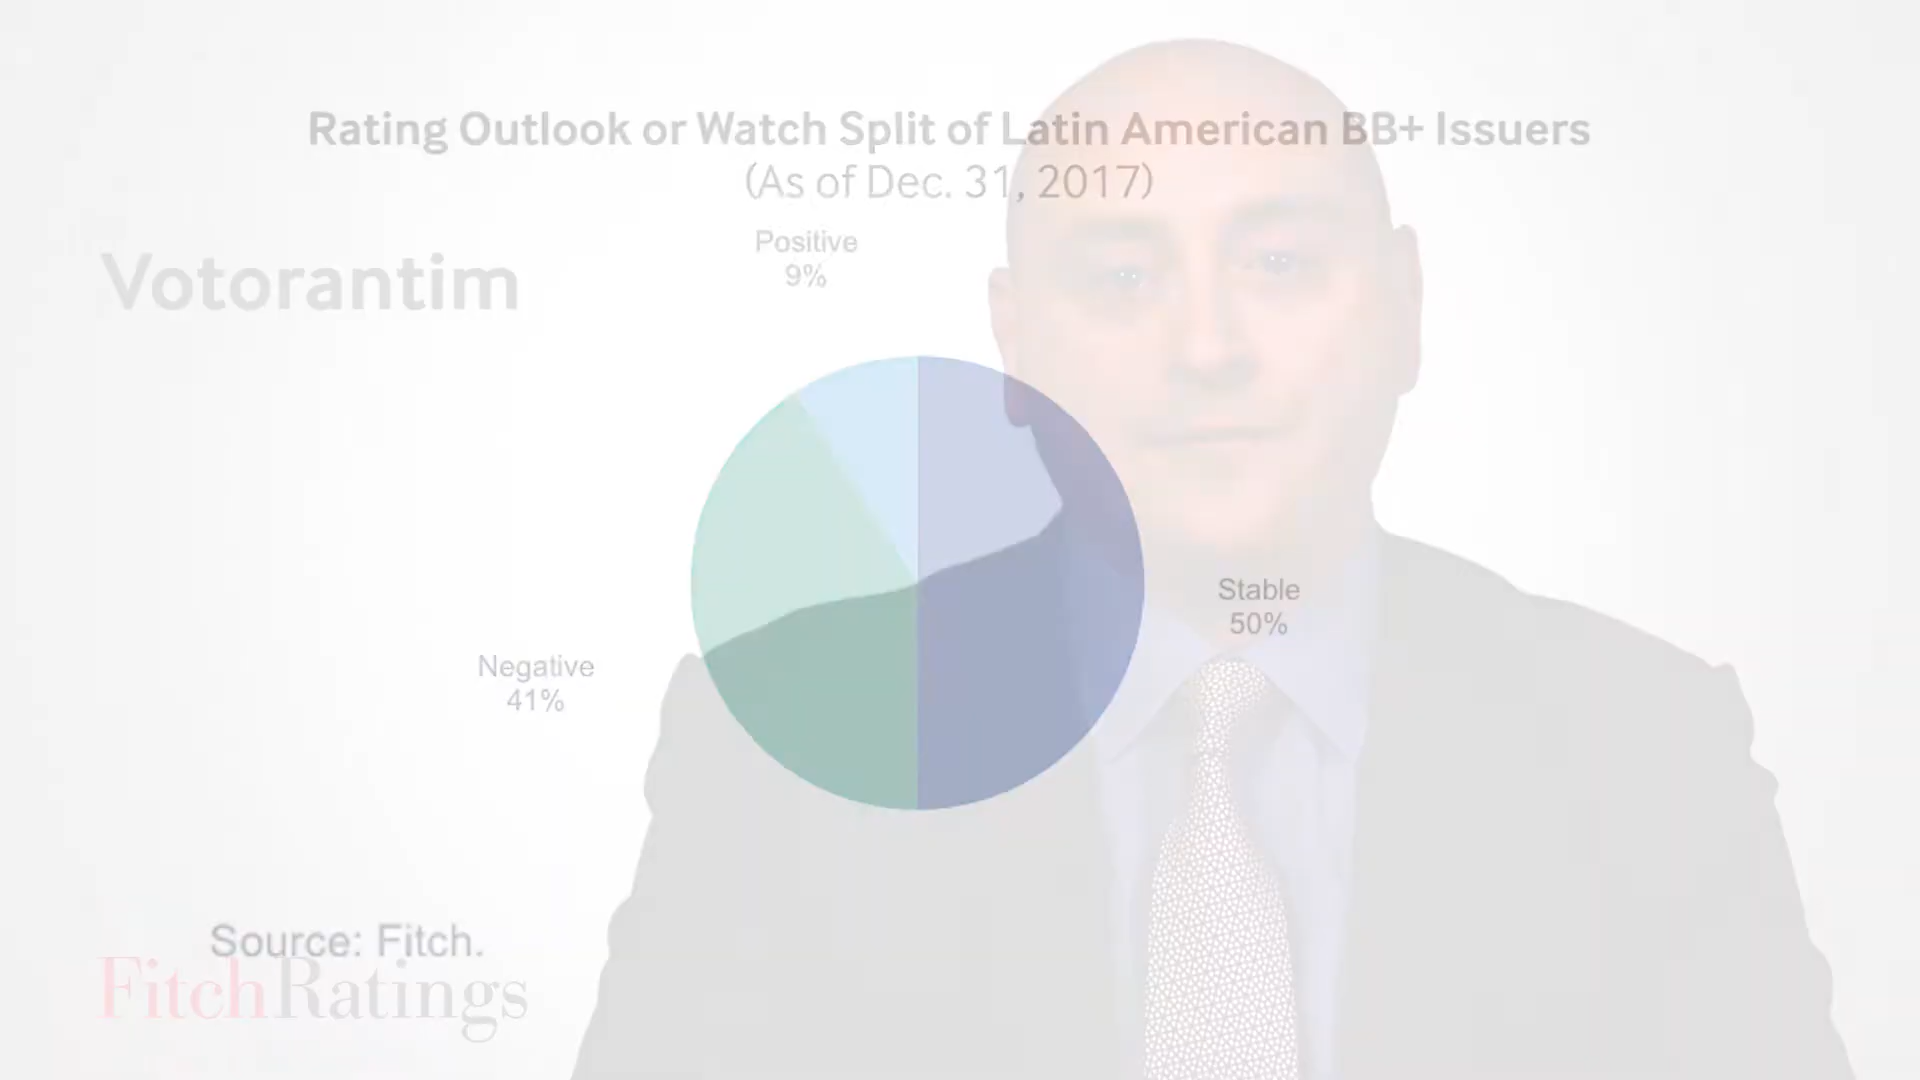 Rating Outlook or Watch Split of Latin American BB+ Issuers
(As of Dec. 31, 2017)
Positive
9%
Votorantim
Stable
50%
Negative
41%
Source: Fitch.
FitchRatings